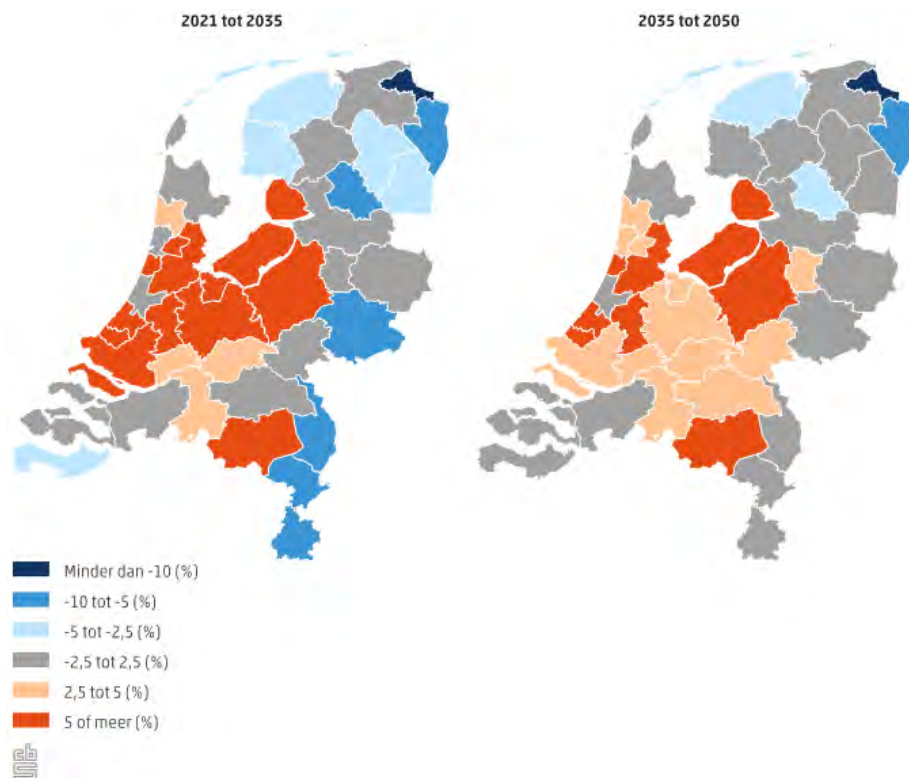 2021 tot 2035
2035 tot 2050
Minder dan -10 (%)
-10 tot -5 (%)
-5 tot -2,5 (%)
-2,5 tot 2,5 (%)
2,5 tot 5 (%)
5 of meer (%)
cbs